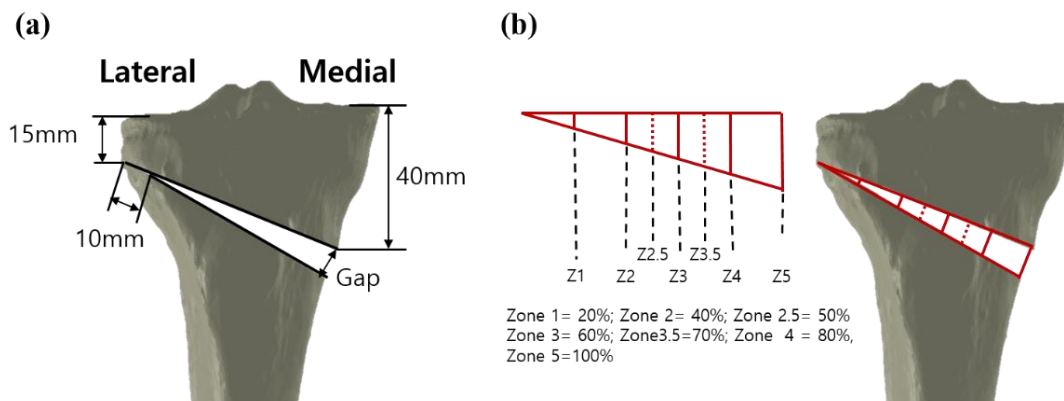 (a)
Lateral
Medial
15mm
40mm
10mm
Gap
(b)
Z2.5
Z3.5
Z1
Z2
Z3
Z4
Z5
Zone 1= 20%; Zone 2= 40%; Zone 2.5= 50%
Zone 3= 60%; Zone3.5=70%; Zone 4 = 80%,
Zone 5=100%